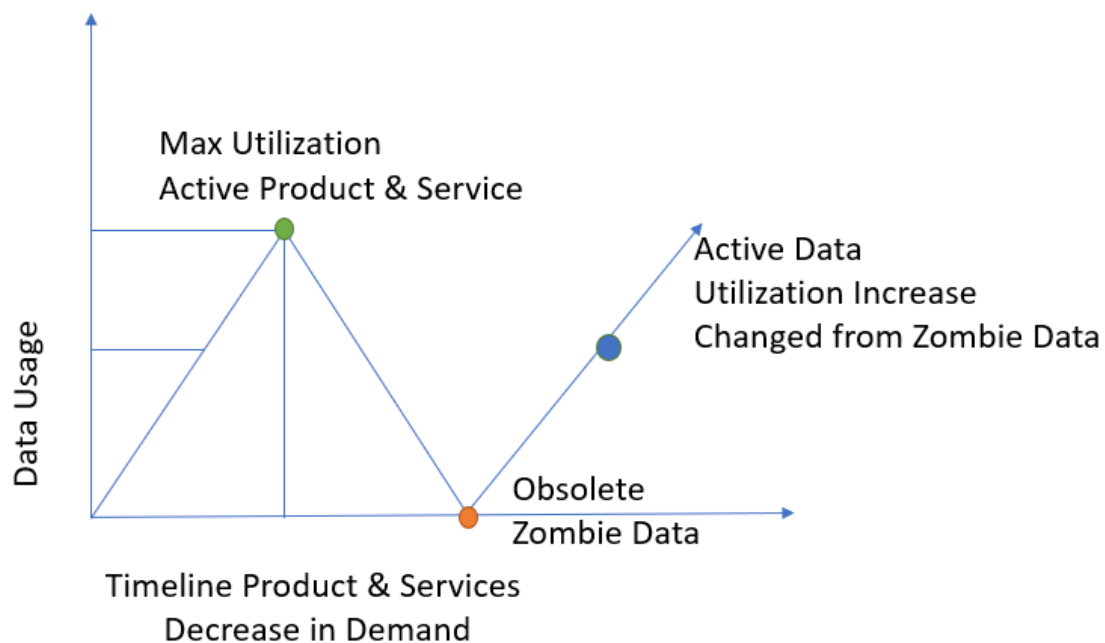 Max Utilization
Active Product & Service
Active Data
Utilization Increase
Changed from Zombie Data
Data Usage
Obsolete
Zombie Data
Timeline Product & Services
Decrease in Demand